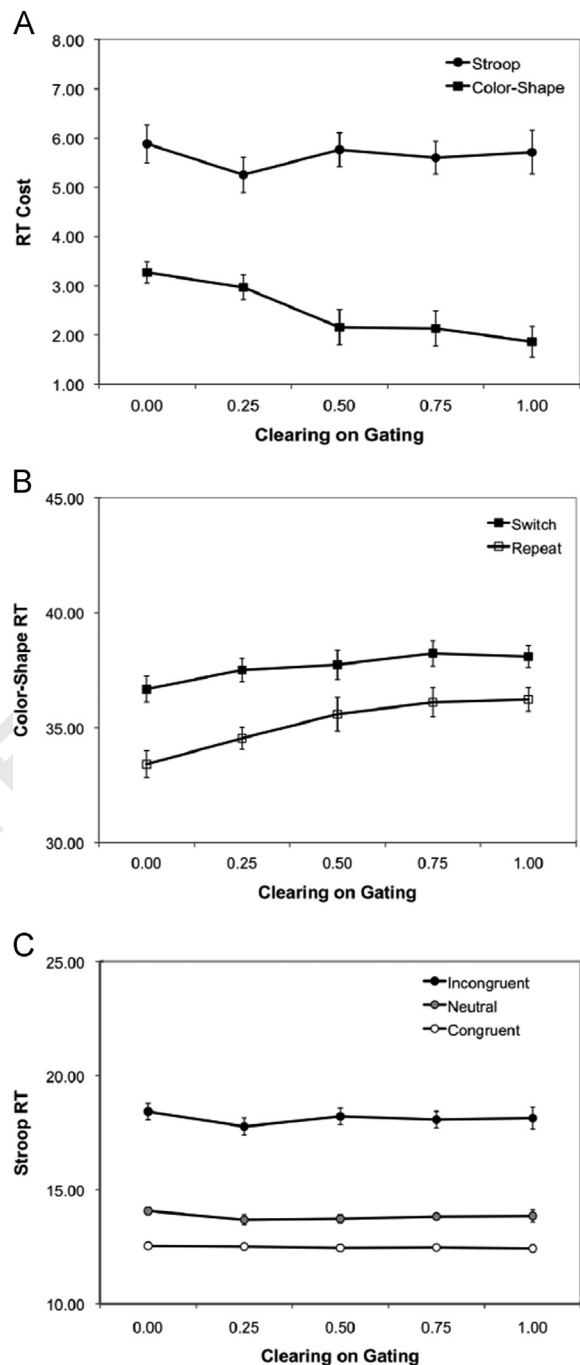 A
8.00
Stroop
7.00
Color-Shape
6.00
5.00
RT Cost
4.00
3.00
2.00
1.00
0.00 0.25 0.50 0.75 1.00
Clearing on Gating
B
45.00
Switch
Repeat
40.00
Color-Shape RT
35.00
30.00
0.00 0.25 0.50 0.75 1.00
Clearing on Gating
C
25.00
Incongruent
Neutral
Congruent
20.00
Stroop RT
15.00
10.00
0.00 0.25 0.50 0.75 1.00
Clearing on Gating